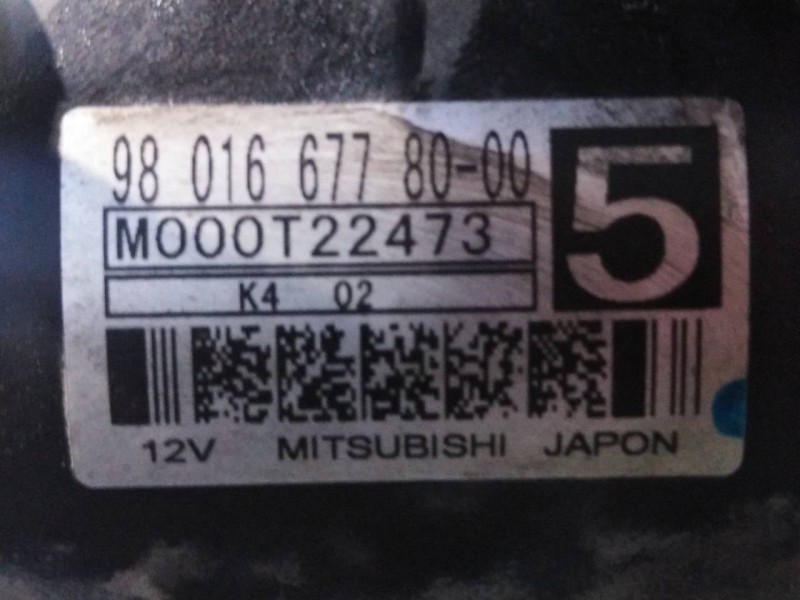 98 016 677 80-00
5
M000T22473
K4 02
12V MITSUBISHI JAPON